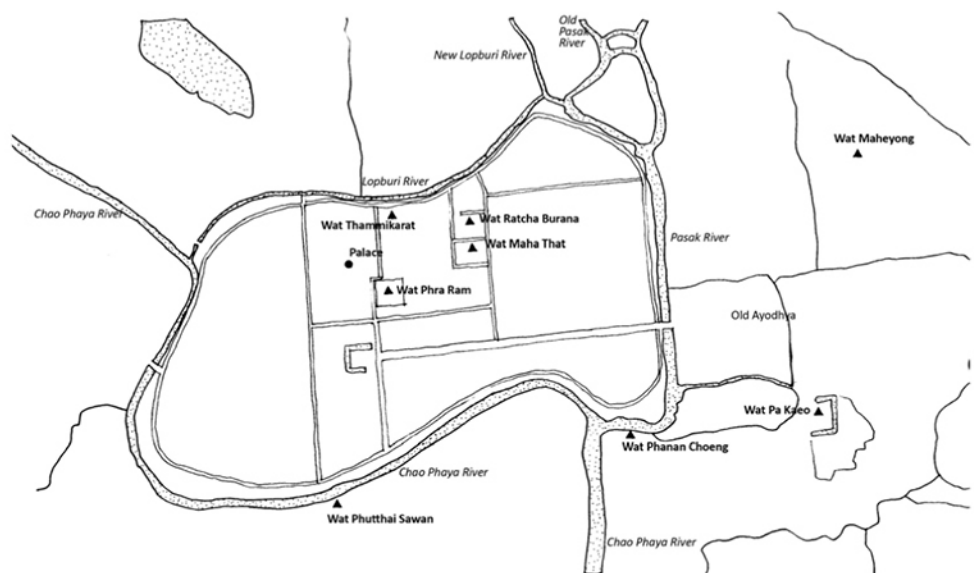 Old
Pasak
River
New Lopburi River
Wat Maheyong
Lopburi River
Chao Phaya River
Wat Thammikarat
Wat Ratcha Burana
Wat Maha That
Pasak River
Palace
Wat Phra Ram
Old Ayodhya
Wat Pa Kaeo
Wat Phanan Choeng
Chao Phaya River
Wat Phutthai Sawan
Chao Phaya River